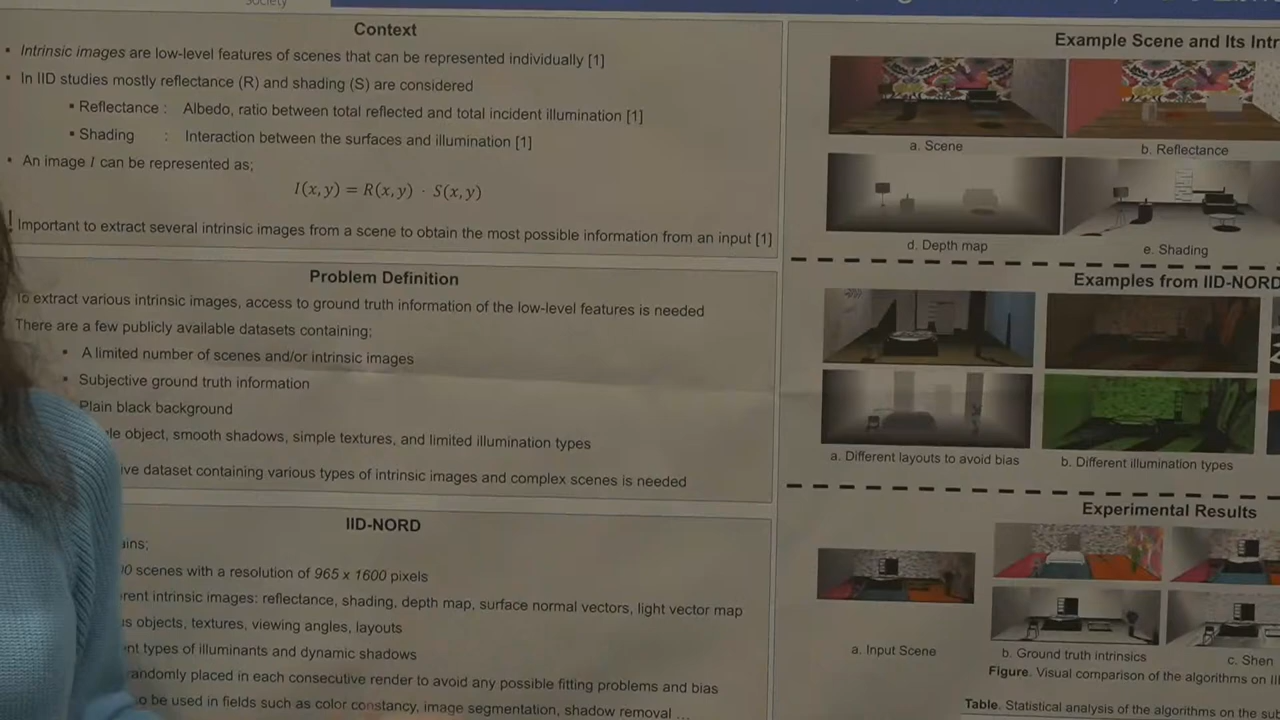 Society
Context
• Intrinsic images are low-level features of scenes that can be represented individually [1]
• In IID studies mostly reflectance (R) and shading (S) are considered
▪ Reflectance : Albedo, ratio between total reflected and total incident illumination [1]
▪ Shading : Interaction between the surfaces and illumination [1]
• An image I can be represented as;
I(x,y) = R(x,y) · S(x,y)
! Important to extract several intrinsic images from a scene to obtain the most possible information from an input [1]
Problem Definition
To extract various intrinsic images, access to ground truth information of the low-level features is needed
There are a few publicly available datasets containing;
▪ A limited number of scenes and/or intrinsic images
▪ Subjective ground truth information
Plain black background
le object, smooth shadows, simple textures, and limited illumination types
ive dataset containing various types of intrinsic images and complex scenes is needed
IID-NORD
ains;
0 scenes with a resolution of 965 x 1600 pixels
rent intrinsic images: reflectance, shading, depth map, surface normal vectors, light vector map
us objects, textures, viewing angles, layouts
nt types of illuminants and dynamic shadows
andomly placed in each consecutive render to avoid any possible fitting problems and bias
o be used in fields such as color constancy, image segmentation, shadow removal ...
Example Scene and Its Intr
a. Scene
b. Reflectance
d. Depth map
e. Shading
Examples from IID-NORD
a. Different layouts to avoid bias
b. Different illumination types
Experimental Results
a. Input Scene
b. Ground truth intrinsics
c. Shen
Figure. Visual comparison of the algorithms on II
Table. Statistical analysis of the algorithms on the sub